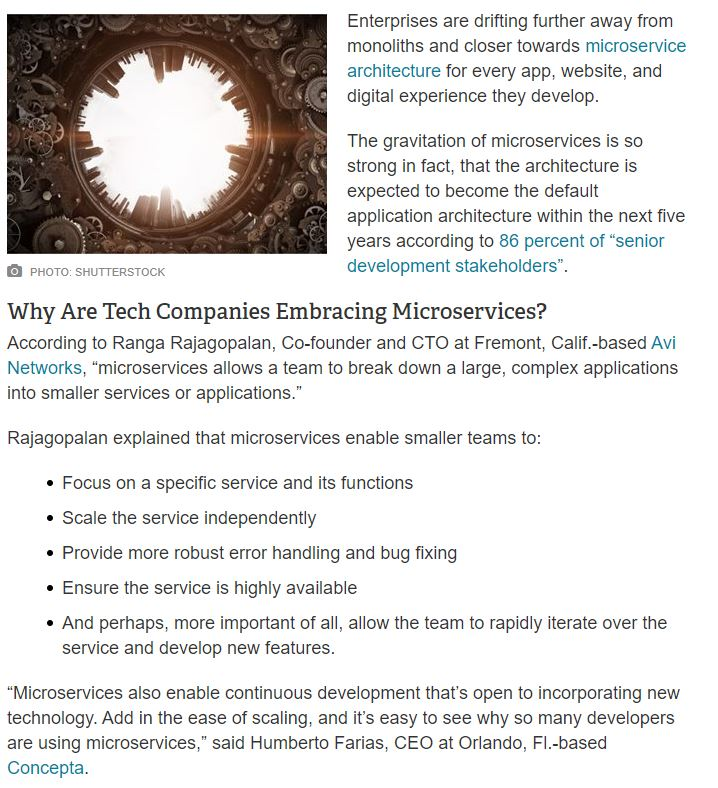 Enterprises are drifting further away from
monoliths and closer towards microservice
architecture for every app, website, and
digital experience they develop.
The gravitation of microservices is so
strong in fact, that the architecture is
expected to become the default
application architecture within the next five
years according to 86 percent of “senior
development stakeholders”.
PHOTO: SHUTTERSTOCK
Why Are Tech Companies Embracing Microservices?
According to Ranga Rajagopalan, Co-founder and CTO at Fremont, Calif.-based Avi
Networks, “microservices allows a team to break down a large, complex applications
into smaller services or applications.”
Rajagopalan explained that microservices enable smaller teams to:
• Focus on a specific service and its functions
• Scale the service independently
• Provide more robust error handling and bug fixing
• Ensure the service is highly available
• And perhaps, more important of all, allow the team to rapidly iterate over the
service and develop new features.
“Microservices also enable continuous development that’s open to incorporating new
technology. Add in the ease of scaling, and it’s easy to see why so many developers
are using microservices,” said Humberto Farias, CEO at Orlando, Fl.-based
Concepta.